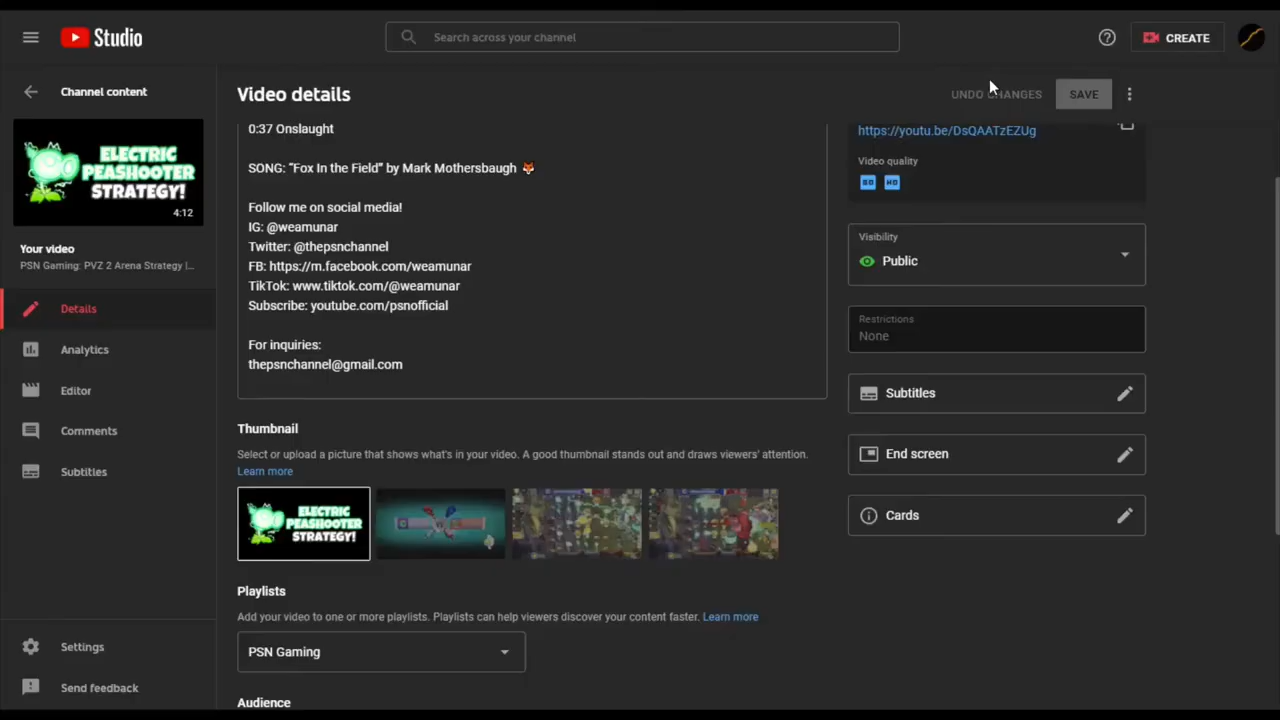 Studio
Search across your channel
CREATE
Channel content
Video details
UNDO CHANGES
SAVE
ELECTRIC
PEASHOOTER
STRATEGY!
4:12
Your video
PSN Gaming: PVZ 2 Arena Strategy |...
Details
Analytics
Editor
Comments
Subtitles
Settings
Send feedback
0:37 Onslaught
SONG: “Fox In the Field” by Mark Mothersbaugh 🦊
Follow me on social media!
IG: @weamunar
Twitter: @thepsnchannel
FB: https://m.facebook.com/weamunar
TikTok: www.tiktok.com/@weamunar
Subscribe: youtube.com/psnofficial
For inquiries:
thepsnchannel@gmail.com
Thumbnail
Select or upload a picture that shows what's in your video. A good thumbnail stands out and draws viewers' attention.
Learn more
ELECTRIC
PEASHOOTER
STRATEGY!
Playlists
Add your video to one or more playlists. Playlists can help viewers discover your content faster. Learn more
PSN Gaming
Audience
https://youtu.be/DsQAATzEZUg
Video quality
SD HD
Visibility
Public
Restrictions
None
Subtitles
End screen
Cards